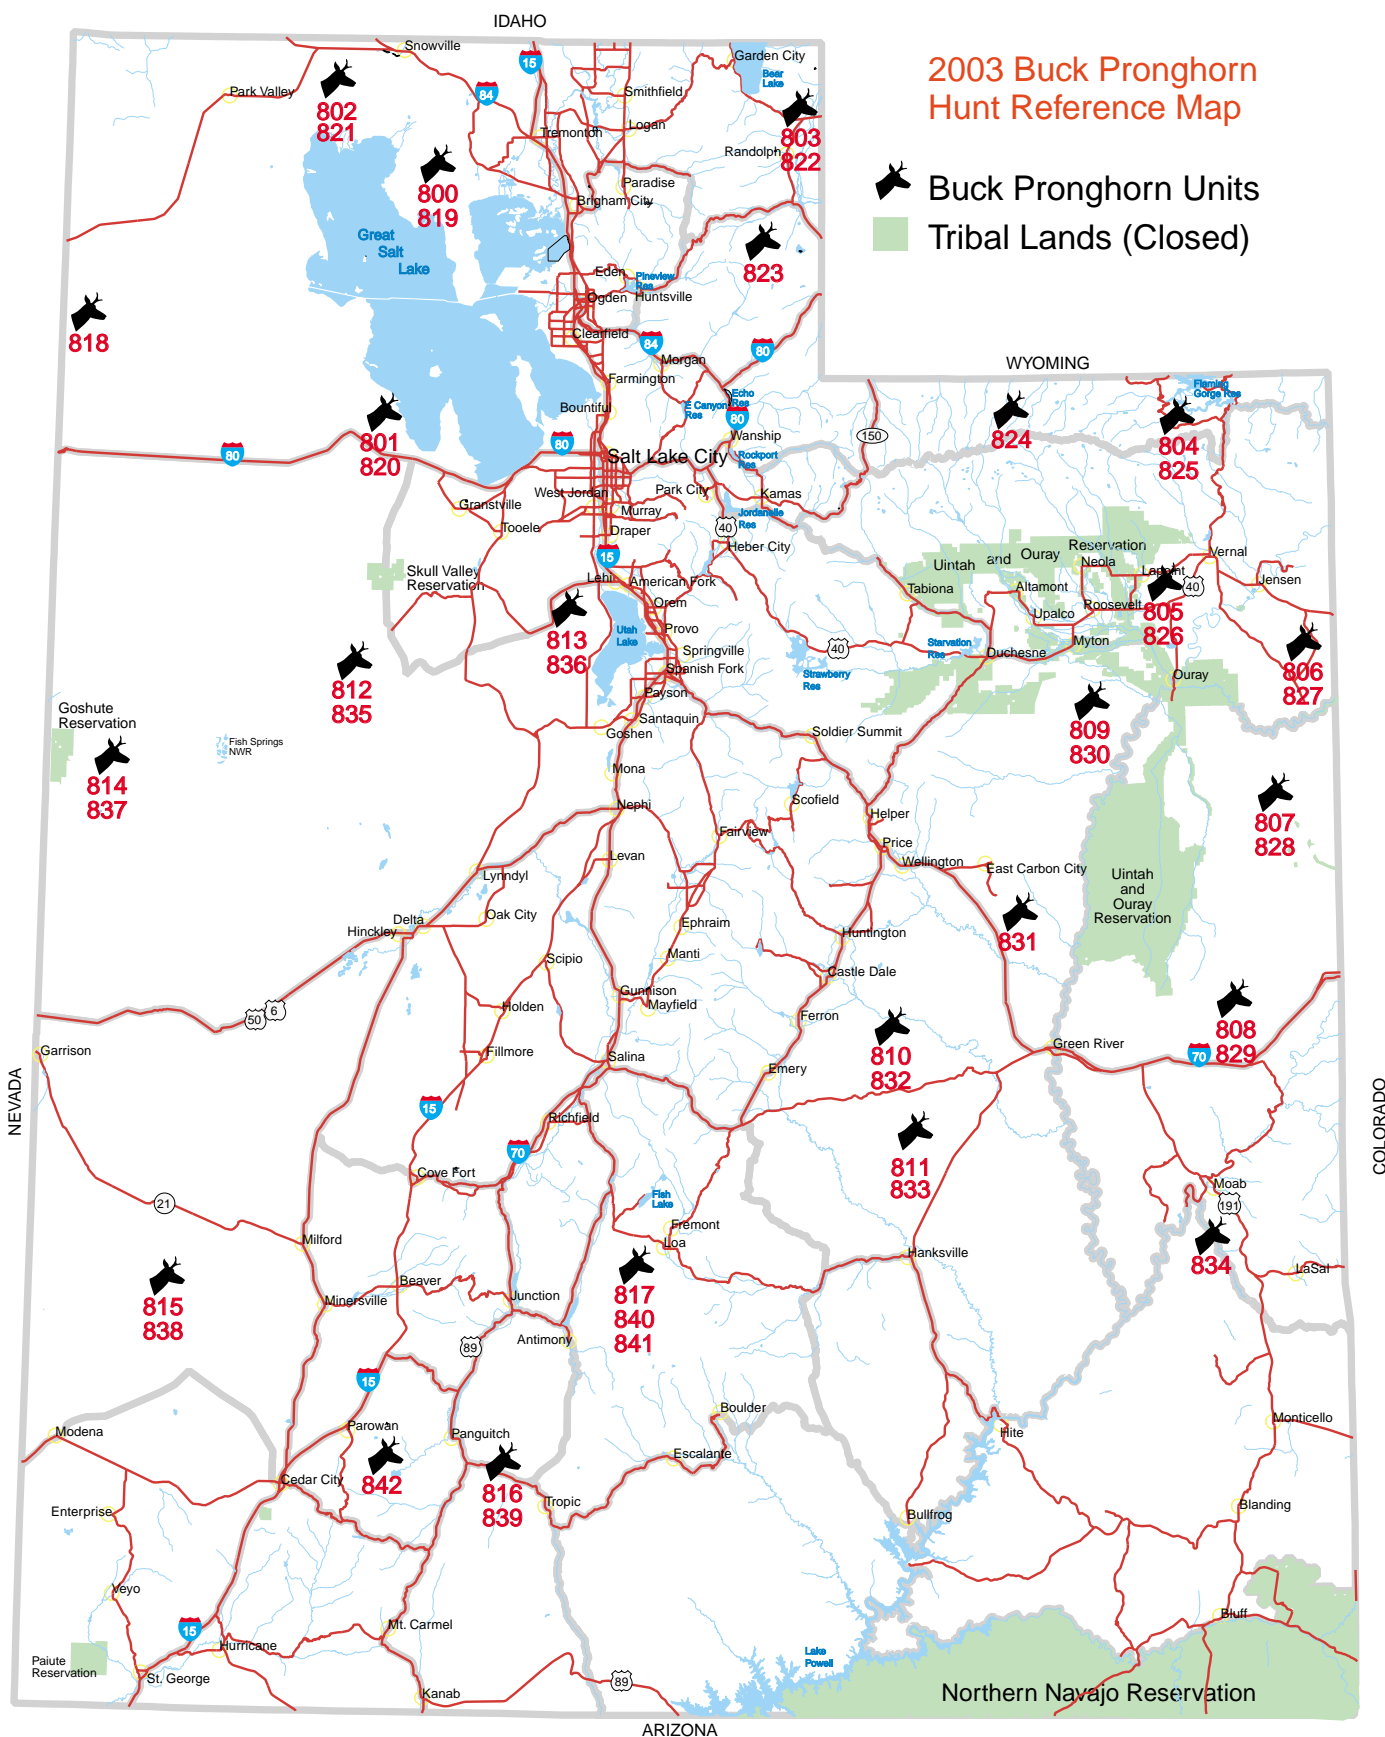 IDAHO
2003 Buck Pronghorn
Hunt Reference Map
Buck Pronghorn Units
Tribal Lands (Closed)
Snowville
Garden City
15
Bear
Lake
Park Valley
84
Smithfield
802
821
803
822
Logan
Tremonton
Randolph
800
819
Paradise
Brigham City
Great
Salt
Lake
823
Eden
Pineview
Res
Ogden
Huntsville
818
Clearfield
84
80
Morgan
WYOMING
Farmington
Flaming
Gorge Res
Echo
Res
E Canyon
Res
Bountiful
80
801
820
80
80
Wanship
150
824
804
825
Salt Lake City
Rockport
Res
West Jordan
Park City
Kamas
Granstville
Murray
Jordanelle
Res
Tooele
Draper
40
Heber City
15
Uintah
and
Ouray
Reservation
Vernal
Skull Valley
Reservation
Lehi
American Fork
Neola
Lapoint
40
Jensen
Tabiona
Altamont
Orem
Roosevelt
805
826
Upalco
813
836
Utah
Lake
Provo
Springville
40
Starvation
Res
Duchesne
Myton
806
827
812
835
Spanish Fork
Strawberry
Res
Ouray
Payson
Goshute
Reservation
Santaquin
Goshen
Soldier Summit
809
830
Fish Springs
NWR
814
837
Mona
Nephi
Scofield
Helper
807
828
Fairview
Price
Levan
Wellington
East Carbon City
Lynndyl
Uintah
and
Ouray
Reservation
Delta
Oak City
Hinckley
Ephraim
Huntington
831
Manti
Scipio
Castle Dale
Gunnison
Mayfield
Holden
50
6
Ferron
808
829
Garrison
Fillmore
Salina
810
832
Green River
70
Emery
NEVADA
COLORADO
15
Richfield
70
811
833
Cove Fort
Moab
Fish
Lake
191
21
Fremont
Loa
Milford
Hanksville
834
LaSal
815
838
Beaver
817
840
841
Minersville
Junction
Antimony
89
15
Boulder
Modena
Parowan
Panguitch
Monticello
Hite
Escalante
842
Cedar City
816
839
Tropic
Enterprise
Bullfrog
Blanding
Veyo
Bluff
15
Mt. Carmel
Hurricane
Lake
Powell
Paiute
Reservation
St. George
89
Kanab
Northern Navajo Reservation
ARIZONA